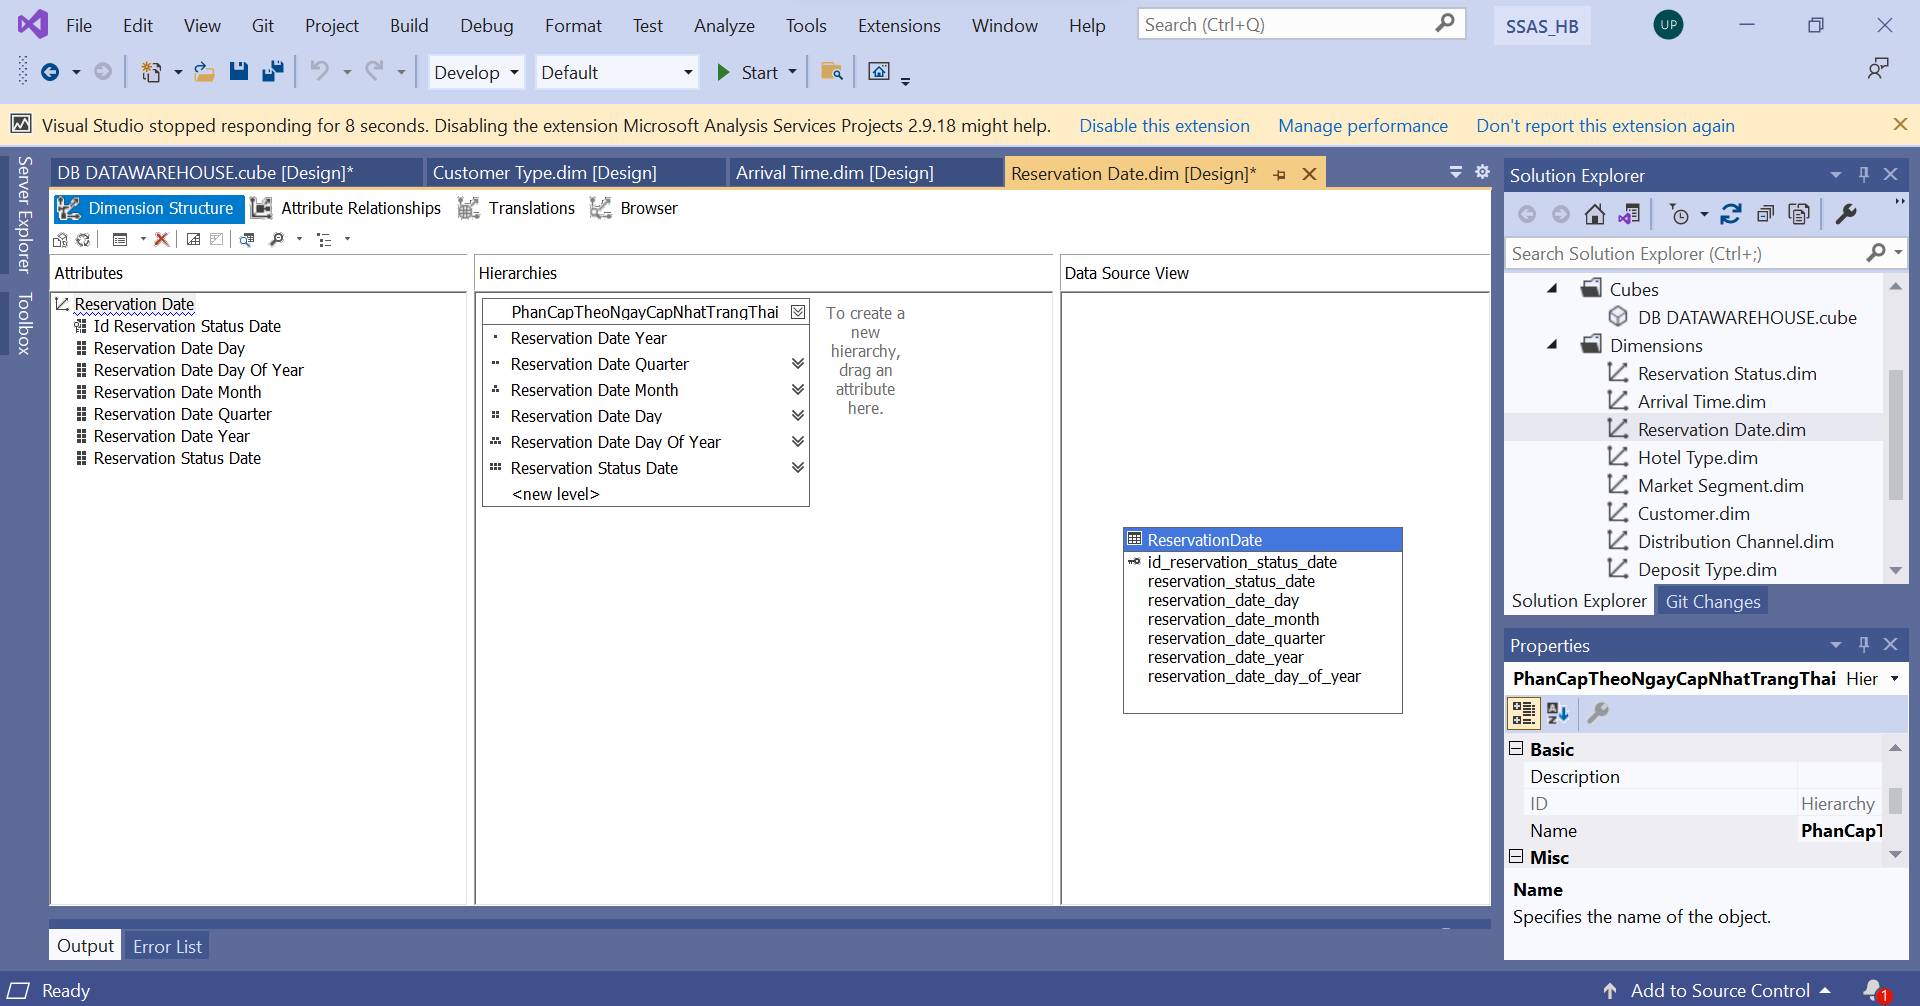 File Edit View Git Project Build Debug Format Test Analyze Tools Extensions Window Help Search (Ctrl+Q) SSAS_HB UP
Develop Default Start
Visual Studio stopped responding for 8 seconds. Disabling the extension Microsoft Analysis Services Projects 2.9.18 might help. Disable this extension Manage performance Don't report this extension again
Server Explorer
Toolbox
DB DATAWAREHOUSE.cube [Design]* Customer Type.dim [Design] Arrival Time.dim [Design] Reservation Date.dim [Design]*
Dimension Structure Attribute Relationships Translations Browser
Attributes
Reservation Date
Id Reservation Status Date
Reservation Date Day
Reservation Date Day Of Year
Reservation Date Month
Reservation Date Quarter
Reservation Date Year
Reservation Status Date
Hierarchies
PhanCapTheoNgayCapNhatTrangThai
Reservation Date Year
Reservation Date Quarter
Reservation Date Month
Reservation Date Day
Reservation Date Day Of Year
Reservation Status Date
<new level>
To create a
new
hierarchy,
drag an
attribute
here.
Data Source View
ReservationDate
id_reservation_status_date
reservation_status_date
reservation_date_day
reservation_date_month
reservation_date_quarter
reservation_date_year
reservation_date_day_of_year
Solution Explorer
Search Solution Explorer (Ctrl+;)
Cubes
DB DATAWAREHOUSE.cube
Dimensions
Reservation Status.dim
Arrival Time.dim
Reservation Date.dim
Hotel Type.dim
Market Segment.dim
Customer.dim
Distribution Channel.dim
Deposit Type.dim
Solution Explorer Git Changes
Properties
PhanCapTheoNgayCapNhatTrangThai Hier
Basic
Description
ID Hierarchy
Name PhanCapT
Misc
Name
Specifies the name of the object.
Output Error List
Ready Add to Source Control 1